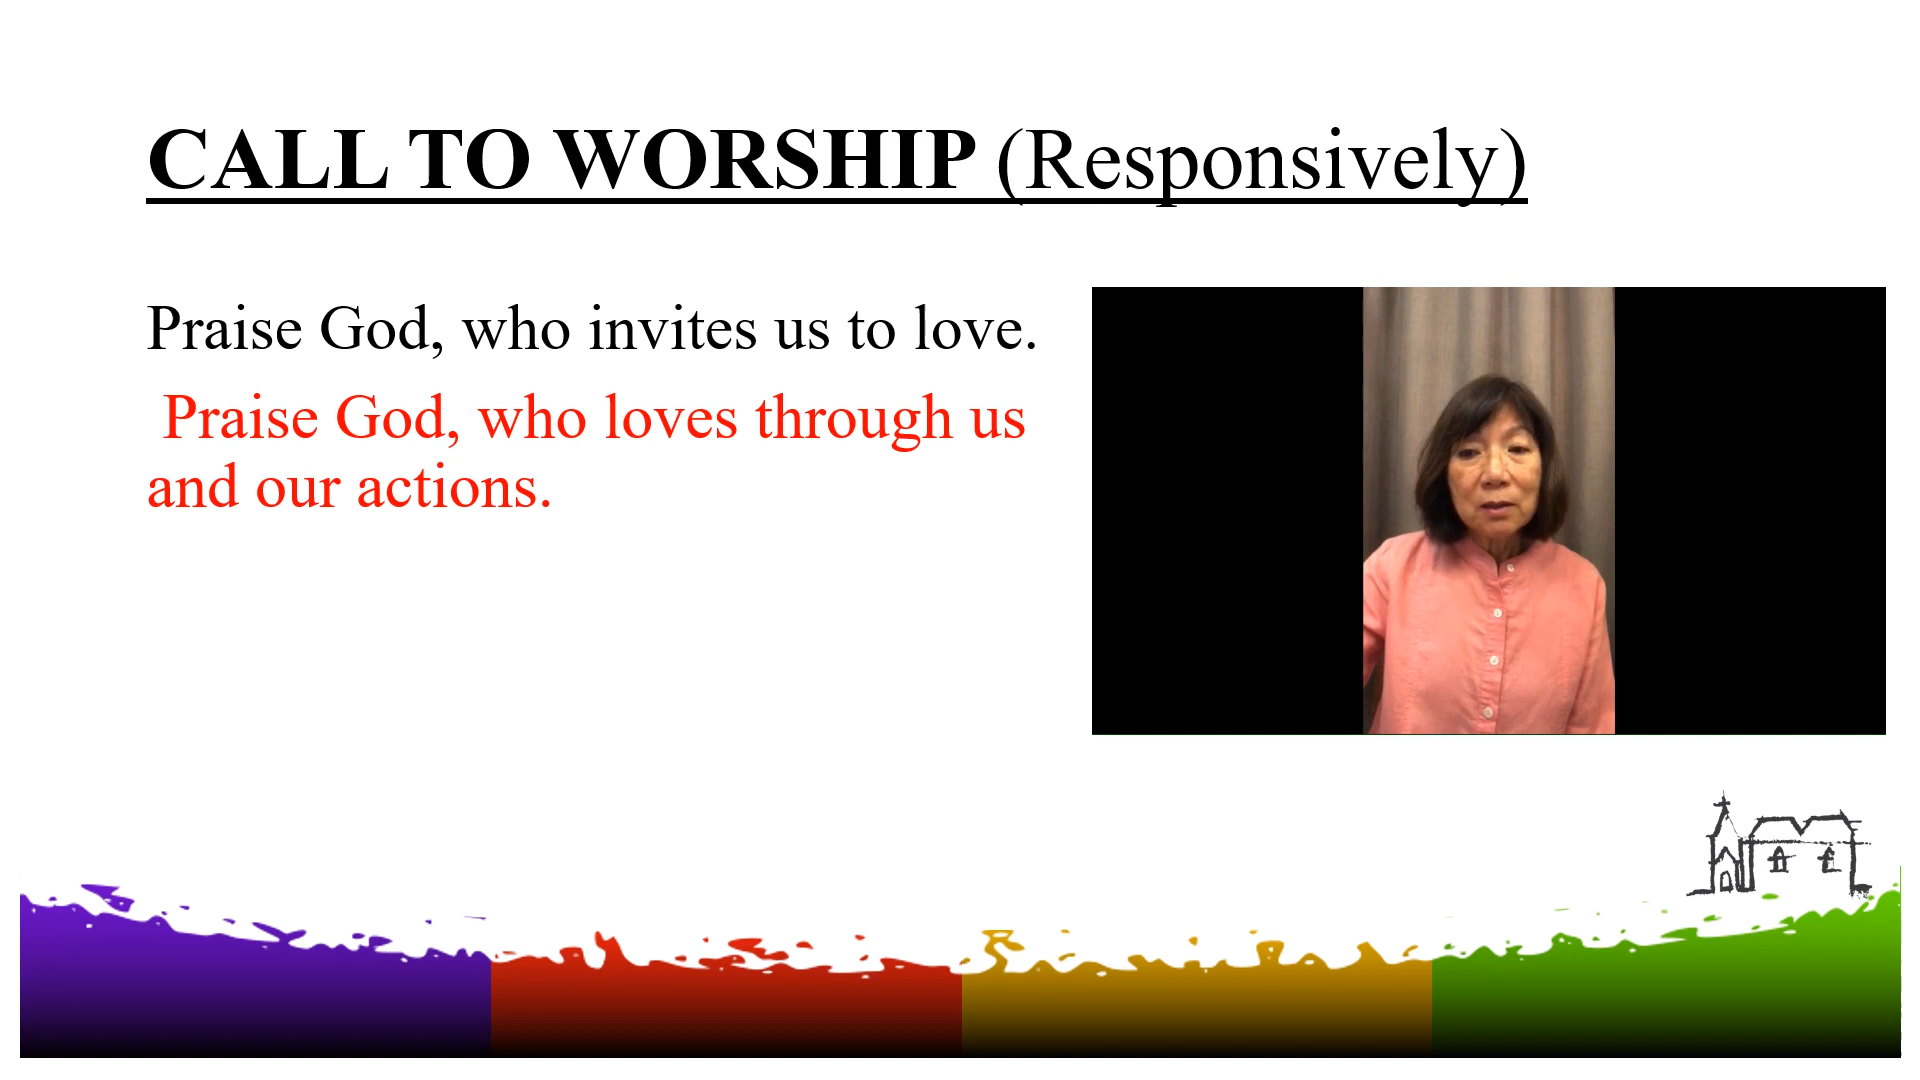 CALL TO WORSHIP (Responsively)
Praise God, who invites us to love.
Praise God, who loves through us
and our actions.